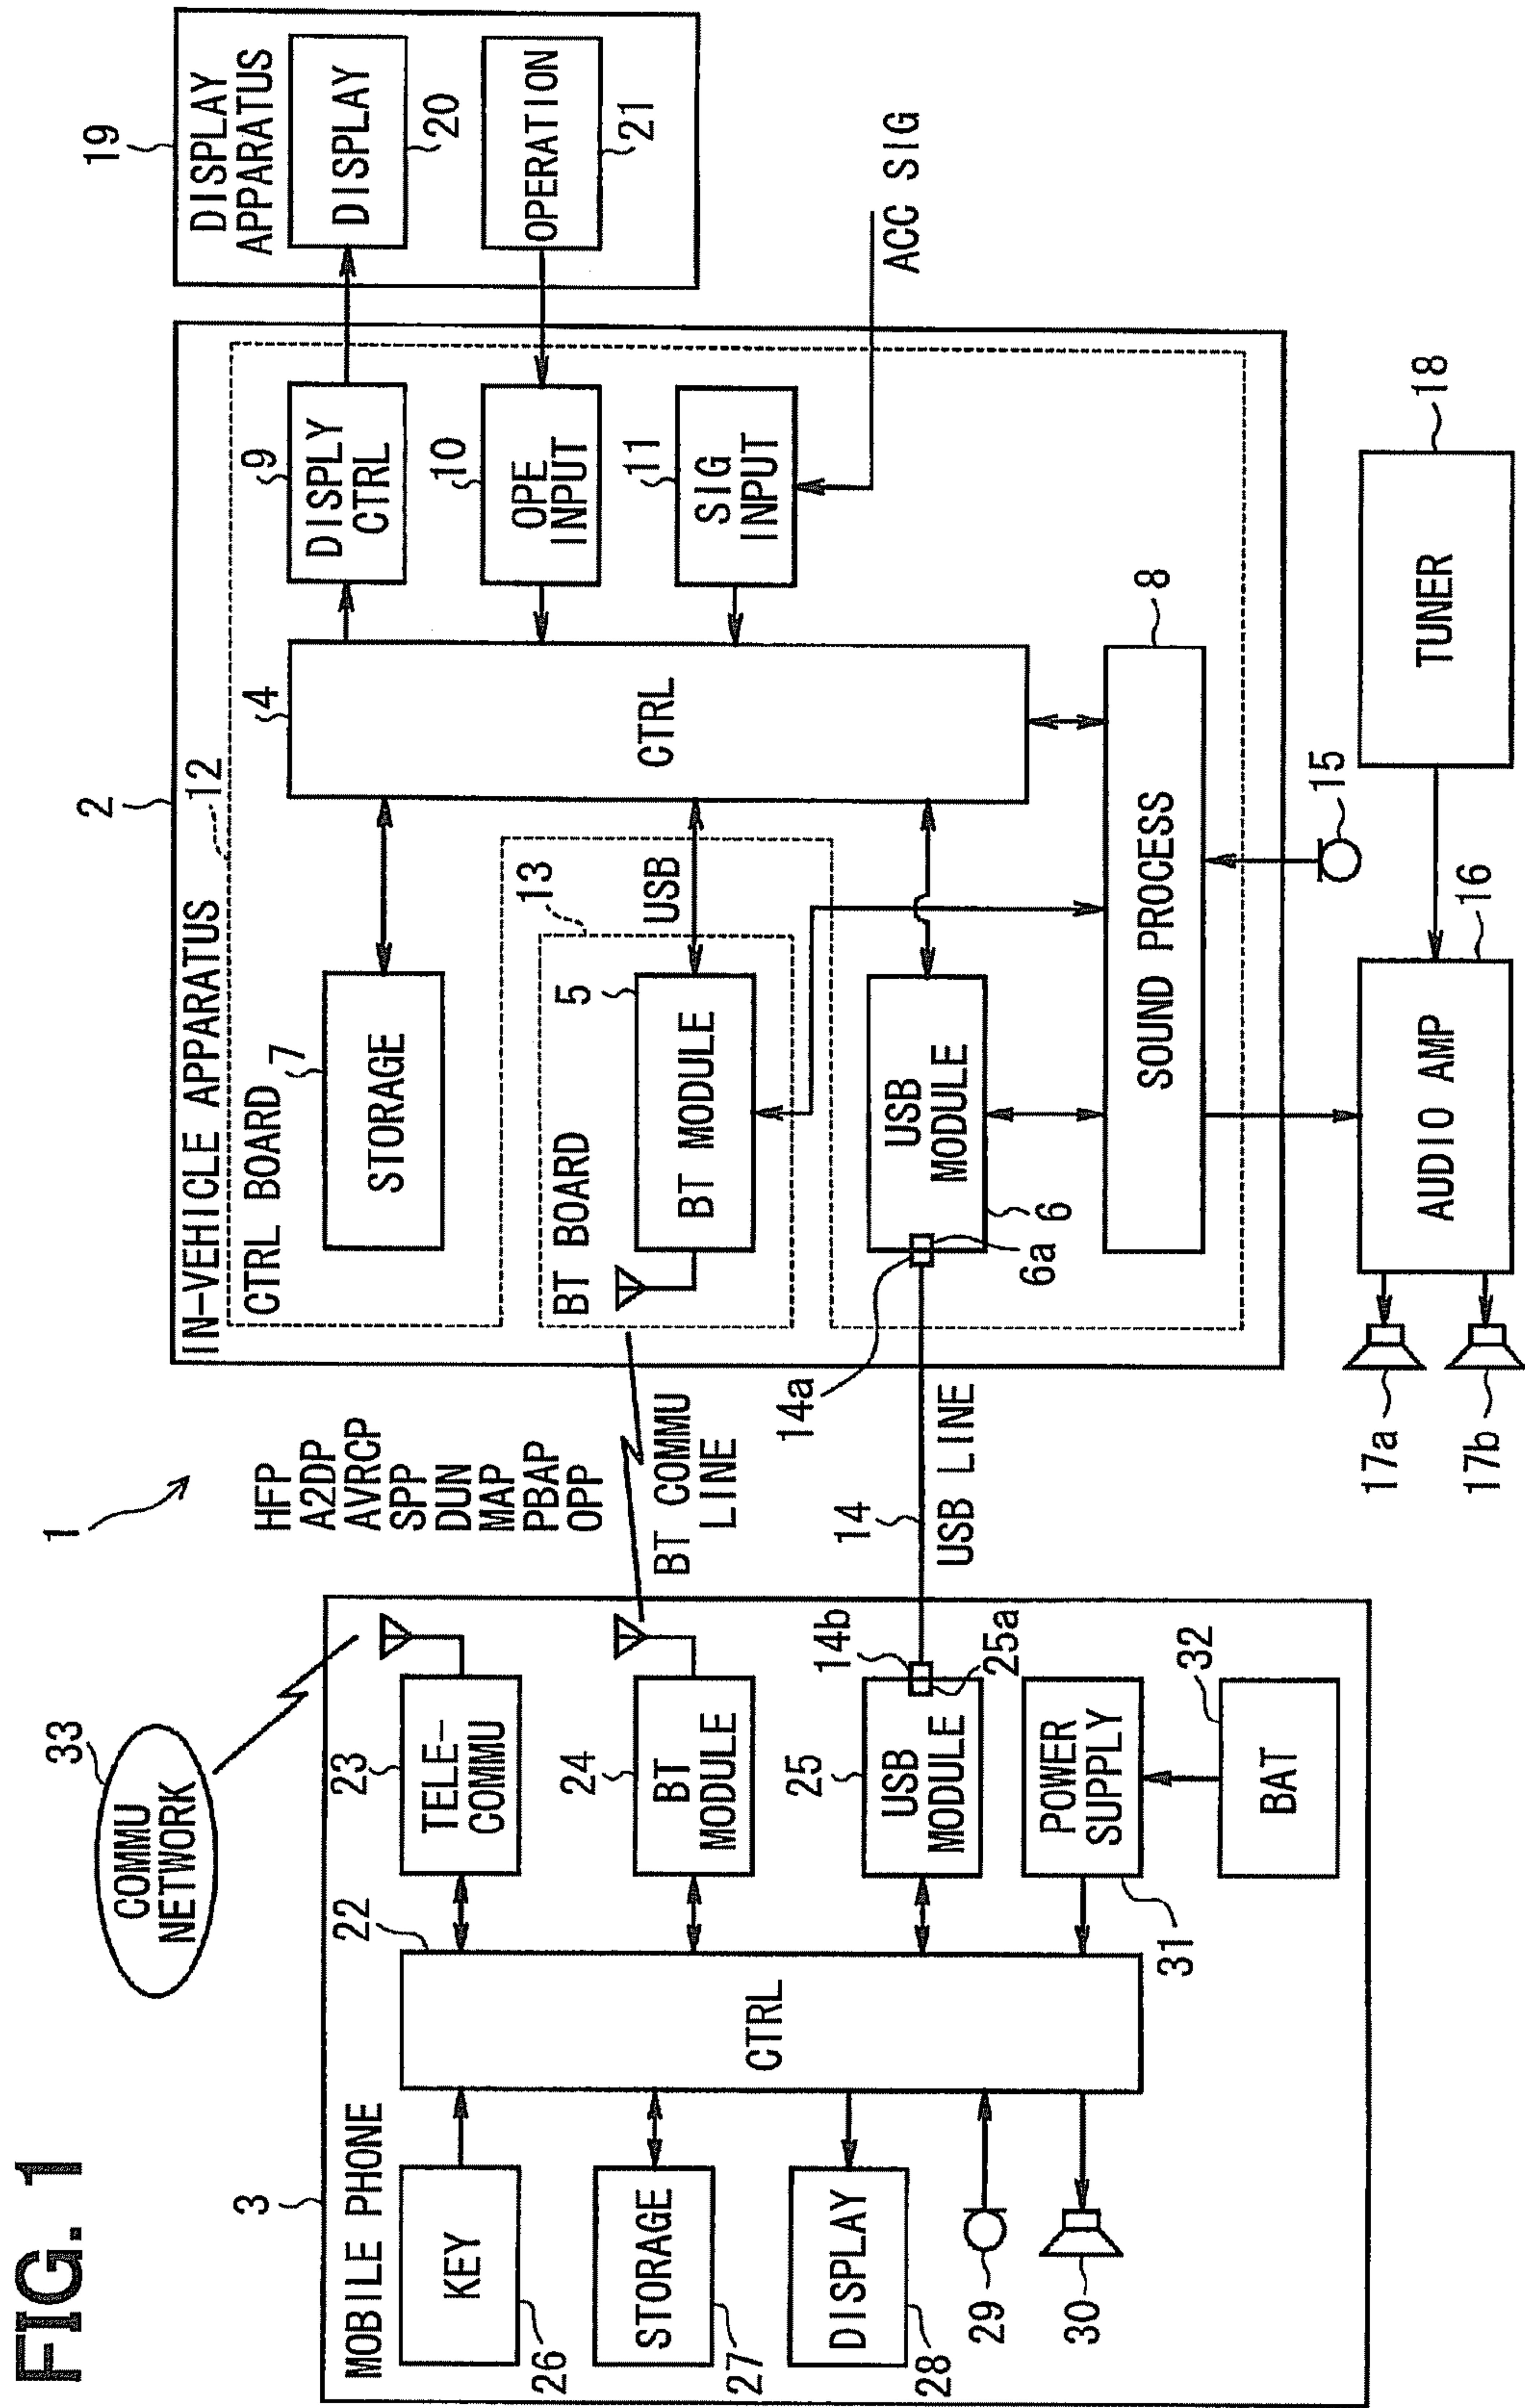 FIG. 1
1
33
COMMU
NETWORK
HFP
A2DP
AVRCP
SPP
DUN
MAP
PBAP
OPP
BT COMMU
LINE
14
USB LINE
14a
14b
3
MOBILE PHONE
KEY
26
STORAGE
27
DISPLAY
28
29
30
22
CTRL
23
TELE-
COMMU
24
BT
MODULE
25
USB
MODULE
25a
POWER
SUPPLY
31
32
BAT
2
IN-VEHICLE APPARATUS
12
CTRL BOARD
7
STORAGE
13
BT BOARD
5
BT MODULE
USB
USB
MODULE
6
6a
4
CTRL
9
DISPLY
CTRL
10
OPE
INPUT
11
SIG
INPUT
ACC SIG
8
SOUND PROCESS
15
16
AUDIO AMP
17a
17b
18
TUNER
19
DISPLAY
APPARATUS
DISPLAY
20
OPERATION
21